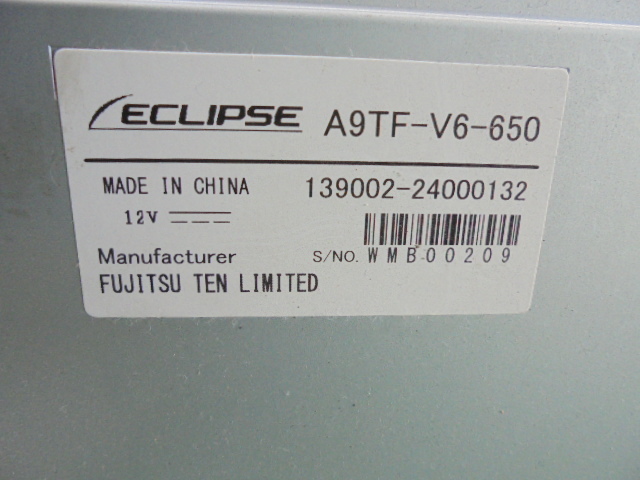 ECLIPSE A9TF-V6-650
MADE IN CHINA 139002-24000132
12V
Manufacturer S/NO. WMB00209
FUJITSU TEN LIMITED